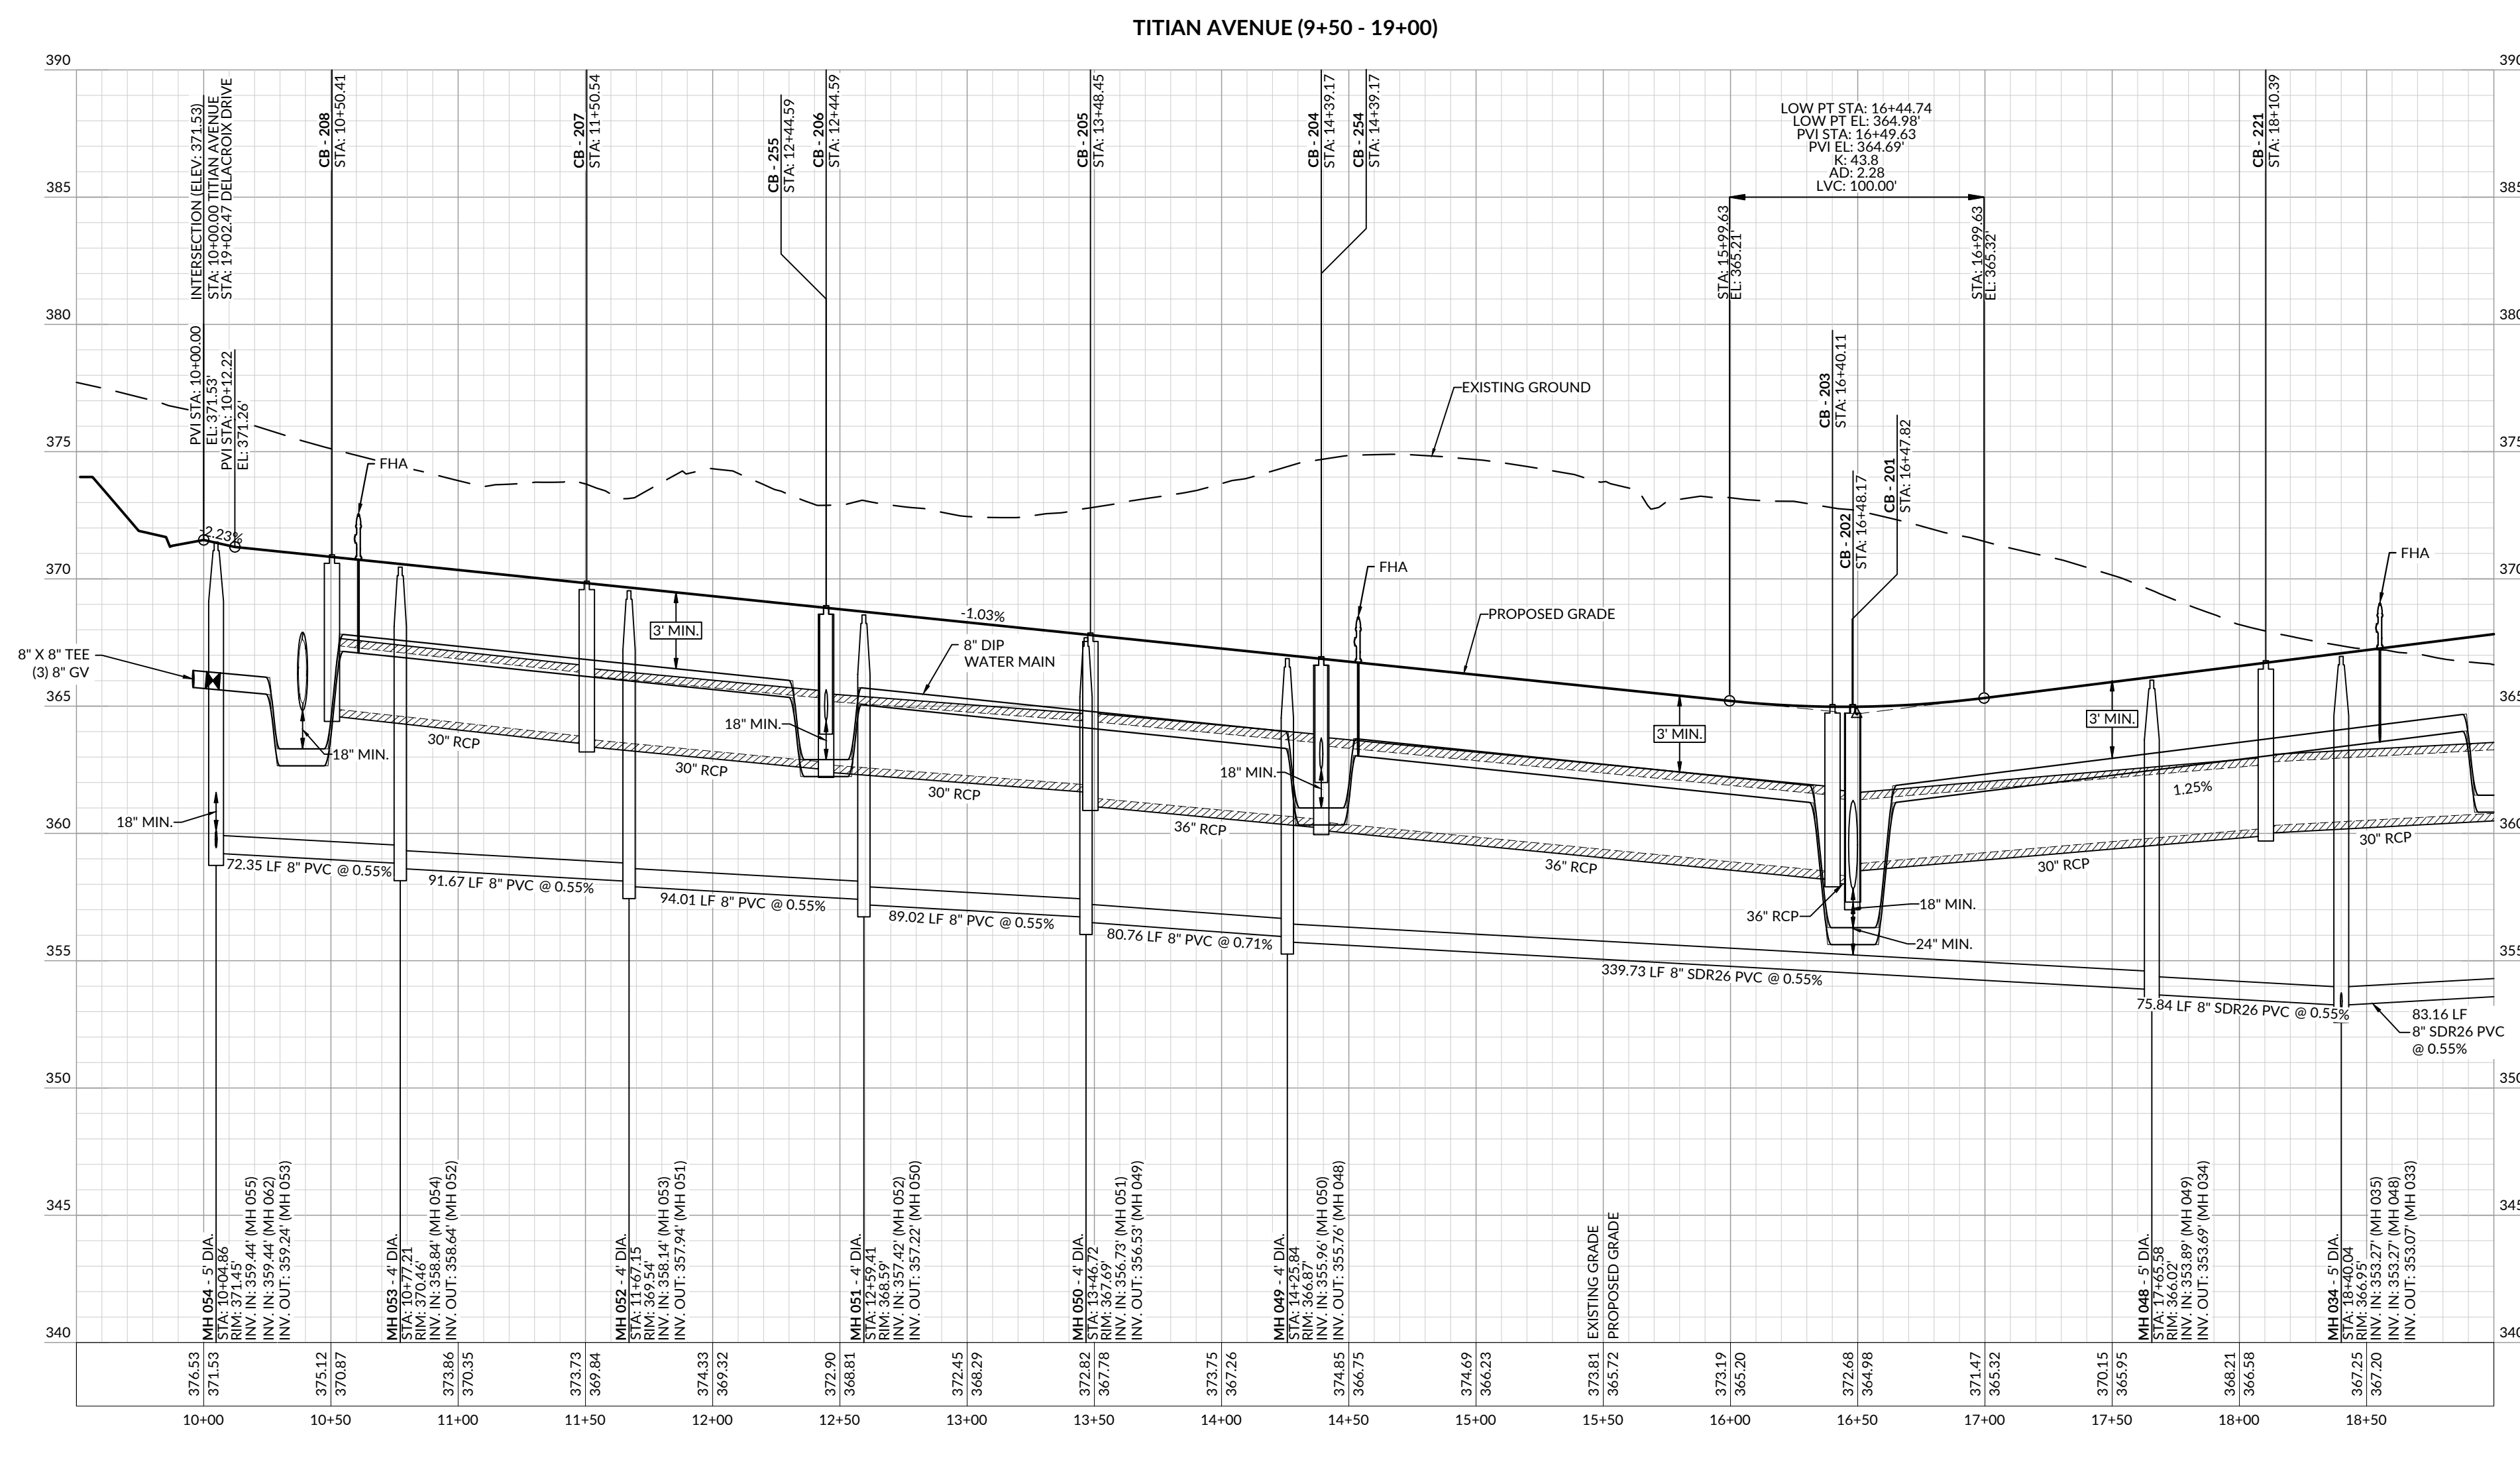 TITIAN AVENUE (9+50 - 19+00)
390
385
380
375
370
365
360
355
350
345
340
390
385
380
375
370
365
360
355
350
345
340
INTERSECTION (ELEV: 371.53)
STA: 10+00.00 TITIAN AVENUE
STA: 19+02.47 DELACROIX DRIVE
PVI STA: 10+00.00
EL: 371.53'
PVI STA: 10+12.22
EL: 371.26'
CB - 208
STA: 10+50.41
CB - 207
STA: 11+50.54
CB - 255
STA: 12+44.59
CB - 206
STA: 12+44.59
CB - 205
STA: 13+48.45
CB - 204
STA: 14+39.17
CB - 254
STA: 14+39.17
LOW PT STA: 16+44.74
LOW PT EL: 364.98'
PVI STA: 16+49.63
PVI EL: 364.69'
K: 43.8
AD: 2.28
LVC: 100.00'
STA: 15+99.63
EL: 365.21'
STA: 16+99.63
EL: 365.32'
CB - 203
STA: 16+40.11
CB - 202
STA: 16+48.17
CB - 201
STA: 16+47.82
CB - 221
STA: 18+10.39
EXISTING GROUND
FHA
FHA
FHA
-2.23%
-1.03%
1.25%
PROPOSED GRADE
8" DIP
WATER MAIN
8" X 8" TEE
(3) 8" GV
3' MIN.
3' MIN.
3' MIN.
18" MIN.
18" MIN.
18" MIN.
18" MIN.
18" MIN.
24" MIN.
30" RCP
30" RCP
30" RCP
36" RCP
36" RCP
36" RCP
30" RCP
30" RCP
72.35 LF 8" PVC @ 0.55%
91.67 LF 8" PVC @ 0.55%
94.01 LF 8" PVC @ 0.55%
89.02 LF 8" PVC @ 0.55%
80.76 LF 8" PVC @ 0.71%
339.73 LF 8" SDR26 PVC @ 0.55%
75.84 LF 8" SDR26 PVC @ 0.55%
83.16 LF
8" SDR26 PVC
@ 0.55%
MH 054 - 5' DIA.
STA: 10+04.86
RIM: 371.45'
INV. IN: 359.44' (MH 055)
INV. IN: 359.44' (MH 062)
INV. OUT: 359.24' (MH 053)
MH 053 - 4' DIA.
STA: 10+77.21
RIM: 370.46'
INV. IN: 358.84' (MH 054)
INV. OUT: 358.64' (MH 052)
MH 052 - 4' DIA.
STA: 11+67.15
RIM: 369.54'
INV. IN: 358.14' (MH 053)
INV. OUT: 357.94' (MH 051)
MH 051 - 4' DIA.
STA: 12+59.41
RIM: 368.59'
INV. IN: 357.42' (MH 052)
INV. OUT: 357.22' (MH 050)
MH 050 - 4' DIA.
STA: 13+46.72
RIM: 367.69'
INV. IN: 356.73' (MH 051)
INV. OUT: 356.53' (MH 049)
MH 049 - 4' DIA.
STA: 14+25.84
RIM: 366.87'
INV. IN: 355.96' (MH 050)
INV. OUT: 355.76' (MH 048)
EXISTING GRADE
PROPOSED GRADE
MH 048 - 5' DIA.
STA: 17+65.58
RIM: 366.02'
INV. IN: 353.89' (MH 049)
INV. OUT: 353.69' (MH 034)
MH 034 - 5' DIA.
STA: 18+40.04
RIM: 366.95'
INV. IN: 353.27' (MH 035)
INV. IN: 353.27' (MH 048)
INV. OUT: 353.07' (MH 033)
376.53
371.53
375.12
370.87
373.86
370.35
373.73
369.84
374.33
369.32
372.90
368.81
372.45
368.29
372.82
367.78
373.75
367.26
374.85
366.75
374.69
366.23
373.81
365.72
373.19
365.20
372.68
364.98
371.47
365.32
370.15
365.95
368.21
366.58
367.25
367.20
10+00
10+50
11+00
11+50
12+00
12+50
13+00
13+50
14+00
14+50
15+00
15+50
16+00
16+50
17+00
17+50
18+00
18+50